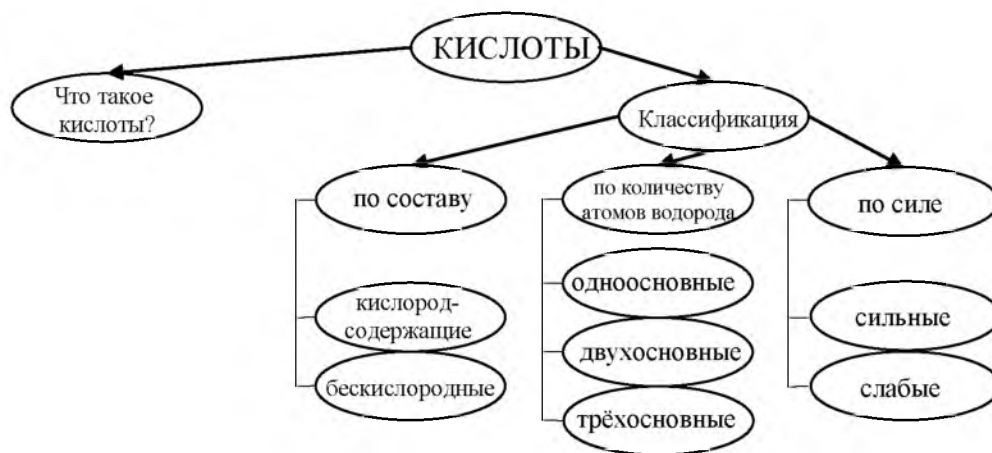 КИСЛОТЫ
Что такое
кислоты?
Классификация
по составу
по количеству
атомов водорода
по силе
кислород-
содержащие
бескислородные
одноосновные
двухосновные
трёхосновные
сильные
слабые